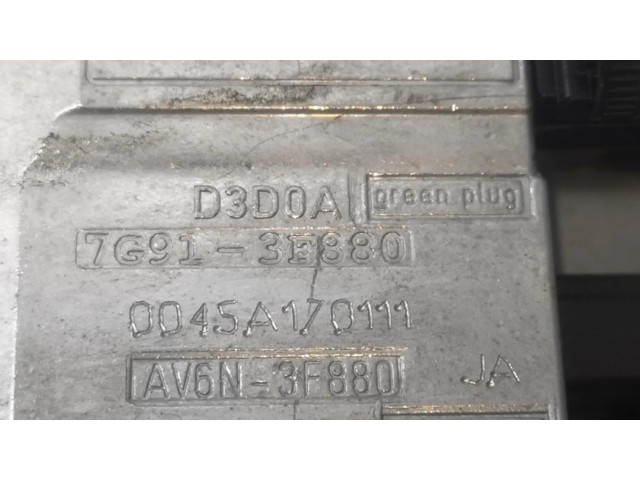 D3D0A green plug
7G91-3E880
0045A170111
AV6N-3F880 JA